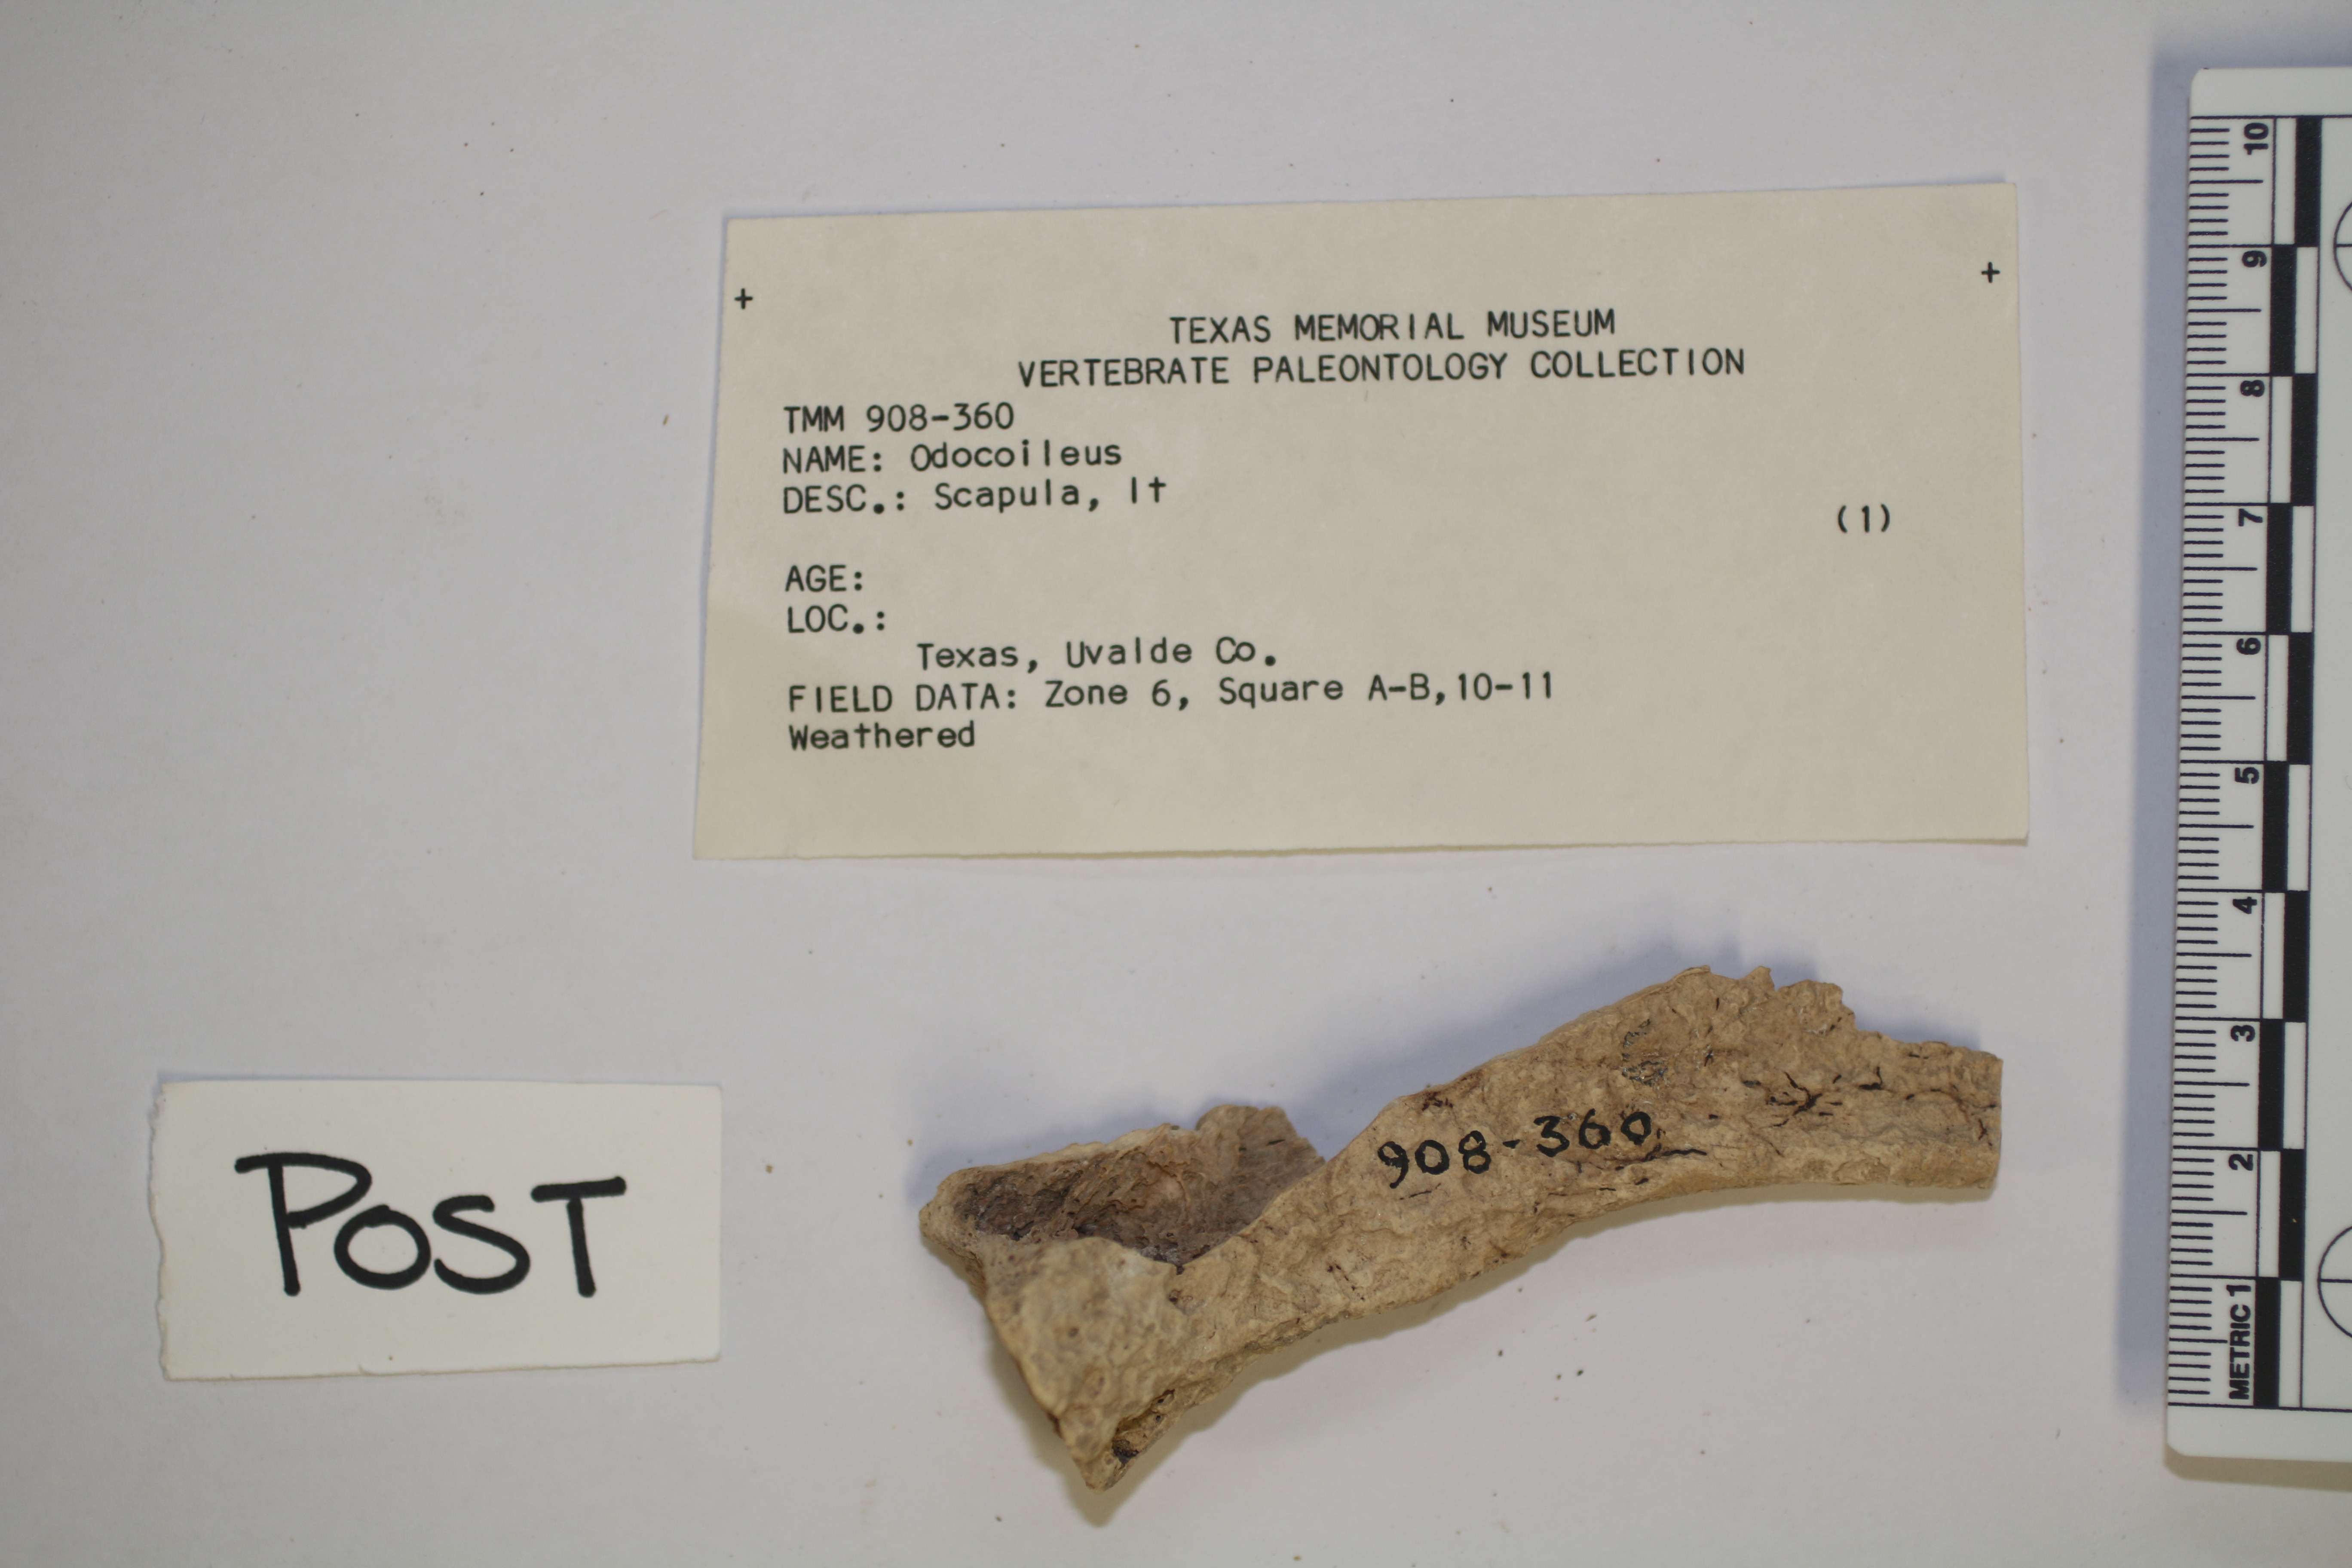 TEXAS MEMORIAL MUSEUM
VERTEBRATE PALEONTOLOGY COLLECTION
TMM 908-360
NAME: Odocoileus
DESC.: Scapula, lt
(1)
AGE:
LOC.:
Texas, Uvalde Co.
FIELD DATA: Zone 6, Square A-B,10-11
Weathered
POST
908-360
10
9
8
7
6
5
4
3
2
METRIC 1